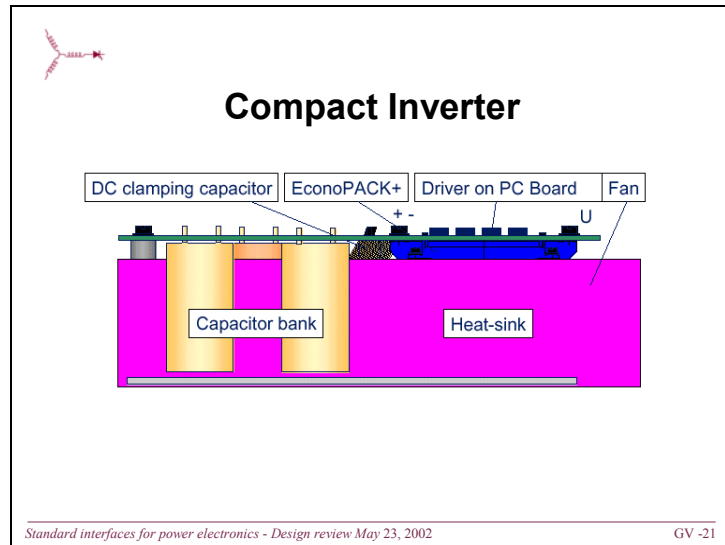 Compact Inverter
DC clamping capacitor EconoPACK+ Driver on PC Board Fan
+ - U
Capacitor bank Heat-sink
Standard interfaces for power electronics - Design review May 23, 2002 GV -21